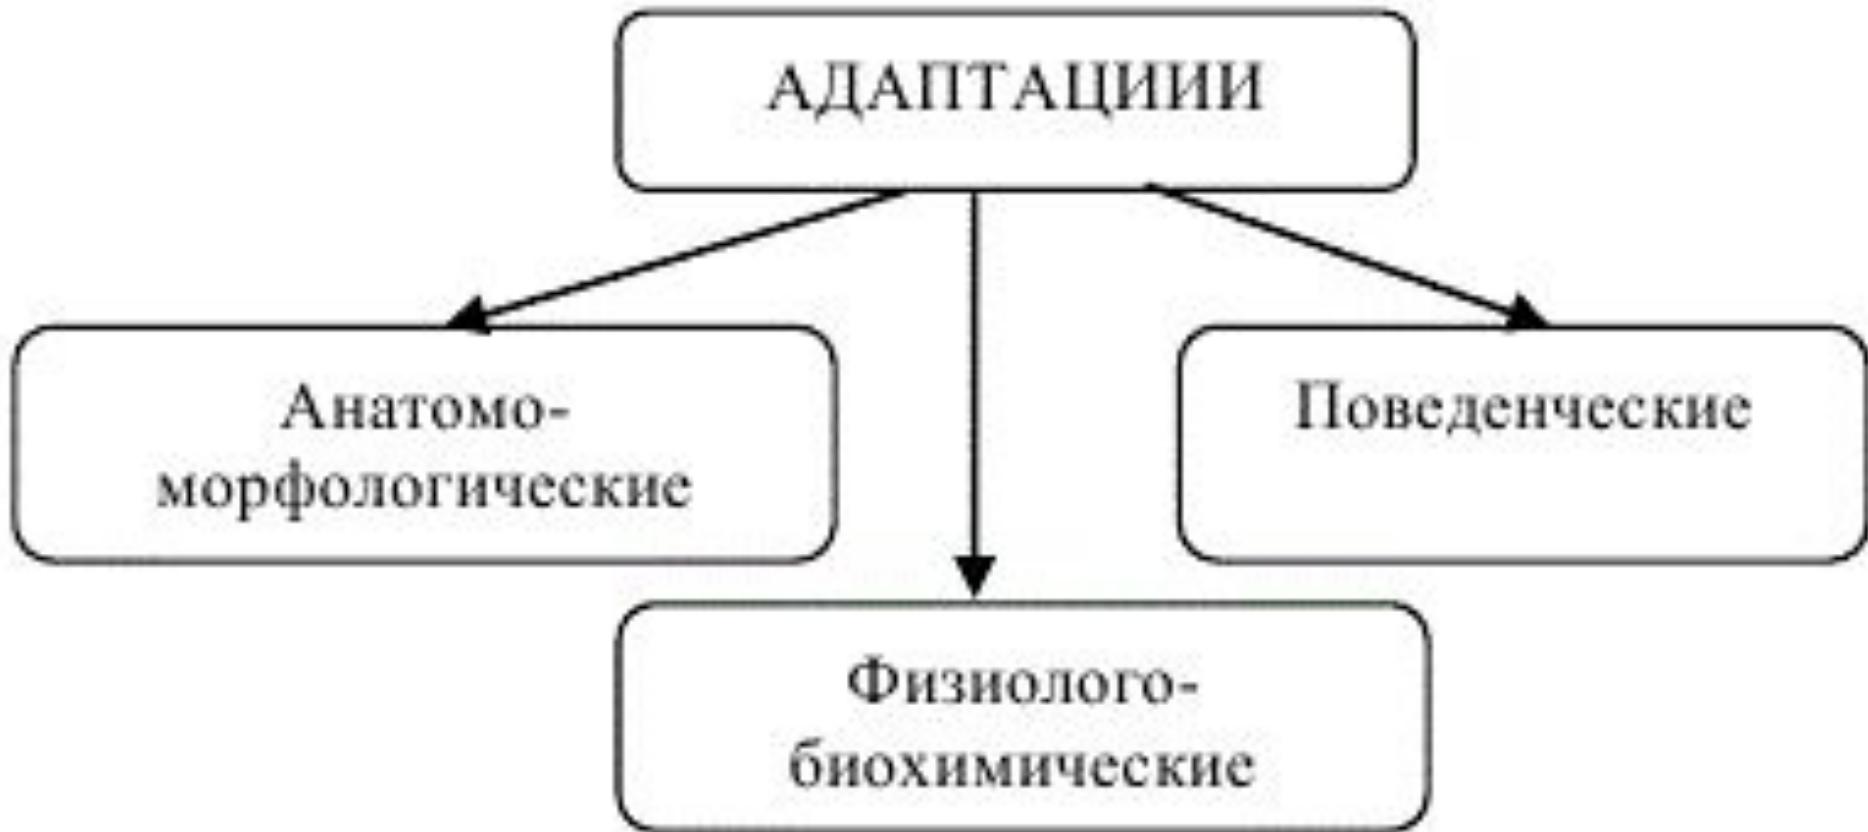 АДАПТАЦИИИ
Анатомо-
морфологические
Поведенческие
Физиолого-
биохимические